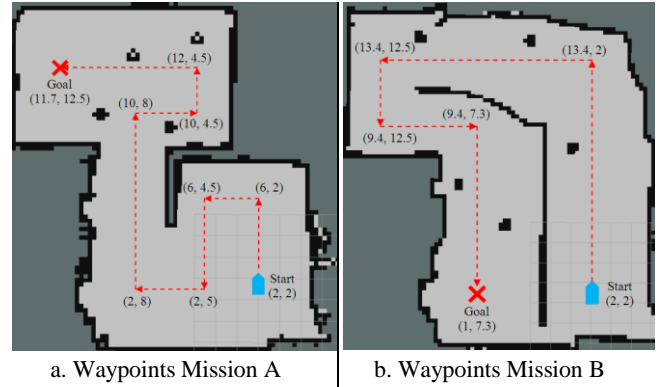 (12, 4.5)
Goal
(11.7, 12.5)
(10, 8)
(10, 4.5)
(6, 4.5)
(6, 2)
Start
(2, 2)
(2, 8)
(2, 5)
a. Waypoints Mission A
(13.4, 12.5)
(13.4, 2)
(9.4, 7.3)
(9.4, 12.5)
Start
(2, 2)
Goal
(1, 7.3)
b. Waypoints Mission B